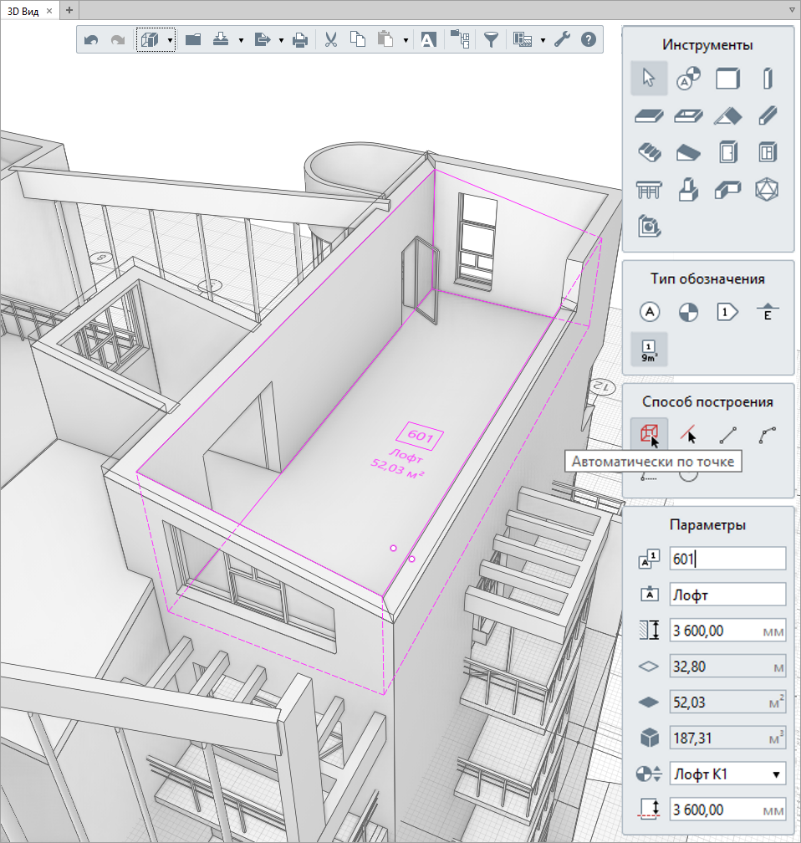 3D Вид
Инструменты
Тип обозначения
A
1
E
1
9м²
Способ построения
Автоматически по точке
Параметры
A 1
601
A
Лофт
3 600,00 мм
32,80 м
52,03 м²
187,31 м³
Лофт К1
3 600,00 мм
601
Лофт
52,03 м²
12